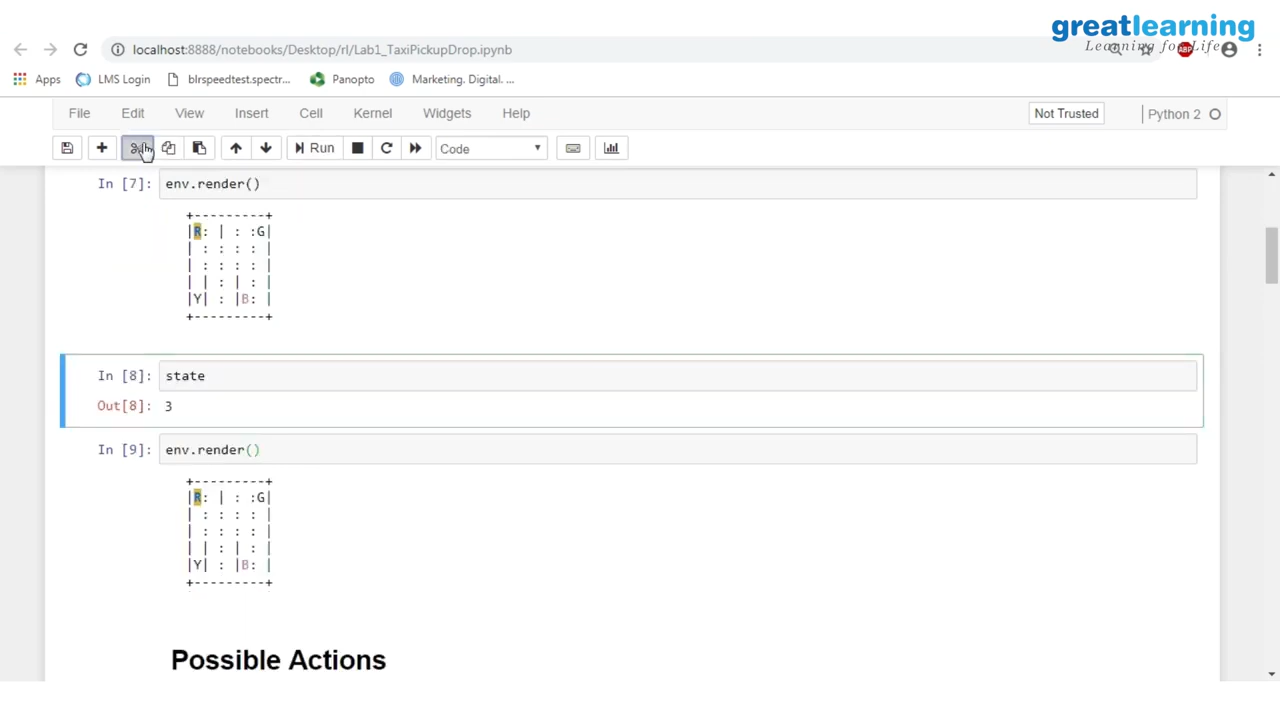 greatlearning
Learning for Life
localhost:8888/notebooks/Desktop/rl/Lab1_TaxiPickupDrop.ipynb
ABP
Apps LMS Login blrspeedtest.spectr... Panopto Marketing. Digital. ...
File Edit View Insert Cell Kernel Widgets Help Not Trusted Python 2
Run Code
In [7]: env.render()
+---------+
|R: | : :G|
| : : : : |
| : : : : |
| | : | : |
|Y| : |B: |
+---------+
In [8]: state
Out[8]: 3
In [9]: env.render()
+---------+
|R: | : :G|
| : : : : |
| : : : : |
| | : | : |
|Y| : |B: |
+---------+
Possible Actions